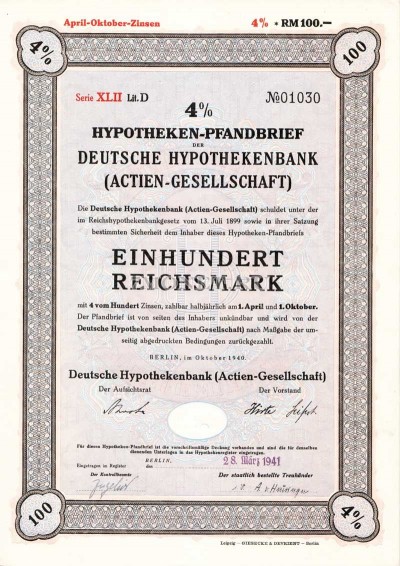 April-Oktober-Zinsen 4% • RM 100.—
4% 100
Serie XLII Lit. D №01030
4%
HYPOTHEKEN-PFANDBRIEF
DER
DEUTSCHE HYPOTHEKENBANK
(ACTIEN-GESELLSCHAFT)
Die Deutsche Hypothekenbank (Actien-Gesellschaft) schuldet unter der
im Reichshypothekenbankgesetz vom 13. Juli 1899 sowie in ihrer Satzung
bestimmten Sicherheit dem Inhaber dieses Hypotheken-Pfandbriefs
EINHUNDERT
REICHSMARK
mit 4 vom Hundert Zinsen, zahlbar halbjährlich am 1. April und 1. Oktober.
Der Pfandbrief ist von seiten des Inhabers unkündbar und wird von der
Deutsche Hypothekenbank (Actien-Gesellschaft) nach Maßgabe der um-
seitig abgedruckten Bedingungen zurückgezahlt.
BERLIN, im Oktober 1940.
Deutsche Hypothekenbank (Actien-Gesellschaft)
Der Aufsichtsrat Der Vorstand
Für diesen Hypotheken-Pfandbrief ist die vorschriftsmäßige Deckung vorhanden und sind die für denselben
dienenden Unterlagen in das Hypothekenregister eingetragen.
BERLIN, 28. März 1941
Eingetragen im Register den
Der Kontrollbeamte Der staatlich bestellte Treuhänder
100 4%
Leipzig - GIESECKE & DEVRIENT - Berlin